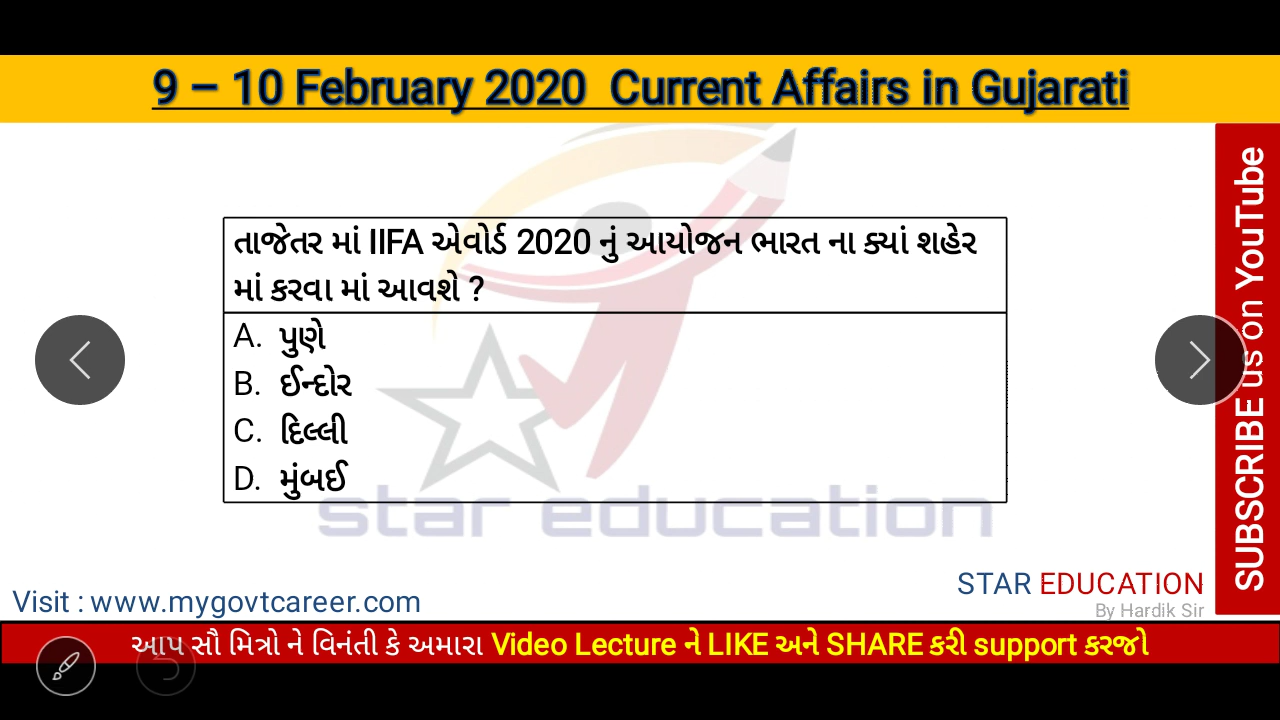 9 – 10 February 2020 Current Affairs in Gujarati
તાજેતર માં IIFA એવોર્ડ 2020 નું આયોજન ભારત ના ક્યાં શહેર
માં કરવા માં આવશે ?
A. પુણે
B. ઈન્દોર
C. દિલ્લી
D. મુંબઈ
star education
SUBSCRIBE us on YouTube
STAR EDUCATION
By Hardik Sir
Visit : www.mygovtcareer.com
આપ સૌ મિત્રો ને વિનંતી કે અમારા Video Lecture ને LIKE અને SHARE કરી support કરજો